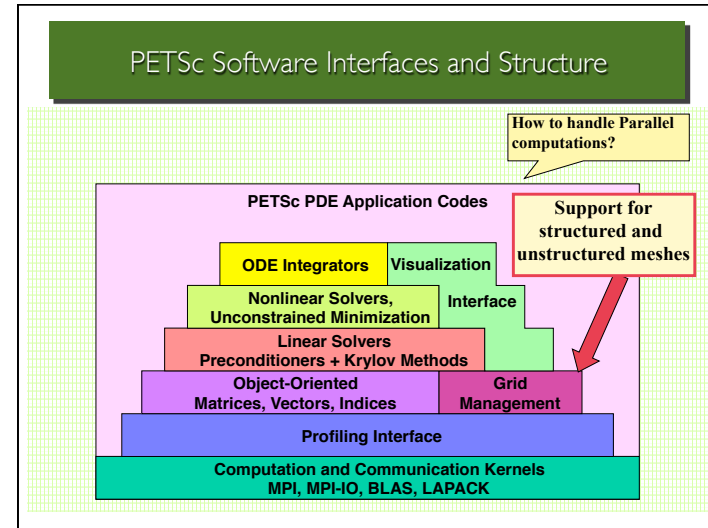 PETSc Software Interfaces and Structure
How to handle Parallel
computations?
PETSc PDE Application Codes
Support for
structured and
unstructured meshes
ODE Integrators
Visualization
Nonlinear Solvers,
Unconstrained Minimization
Interface
Linear Solvers
Preconditioners + Krylov Methods
Object-Oriented
Matrices, Vectors, Indices
Grid
Management
Profiling Interface
Computation and Communication Kernels
MPI, MPI-IO, BLAS, LAPACK